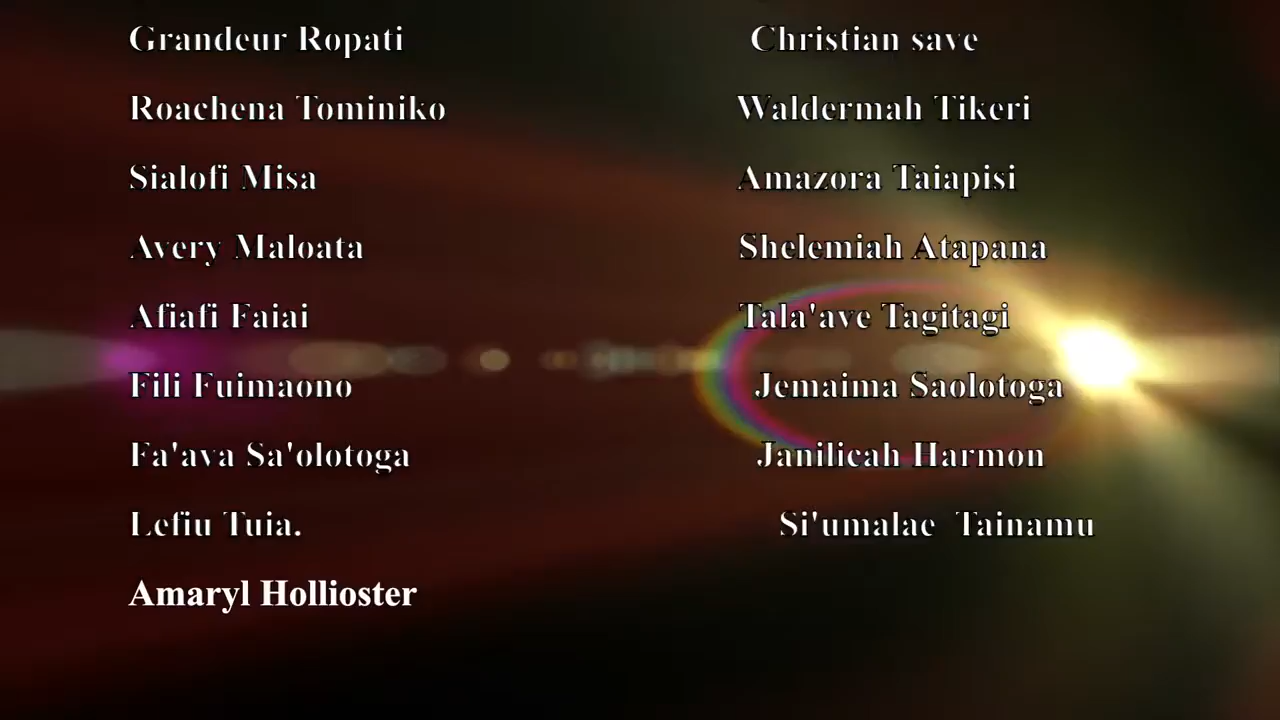 Grandeur Ropati
Roachena Tominiko
Sialofi Misa
Avery Maloata
Afiafi Faiai
Fili Fuimaono
Fa'ava Sa'olotoga
Lefiu Tuia.
Amaryl Hollioster
Christian save
Waldermah Tikeri
Amazora Taiapisi
Shelemiah Atapana
Tala'ave Tagitagi
Jemaima Saolotoga
Janilicah Harmon
Si'umalae Tainamu